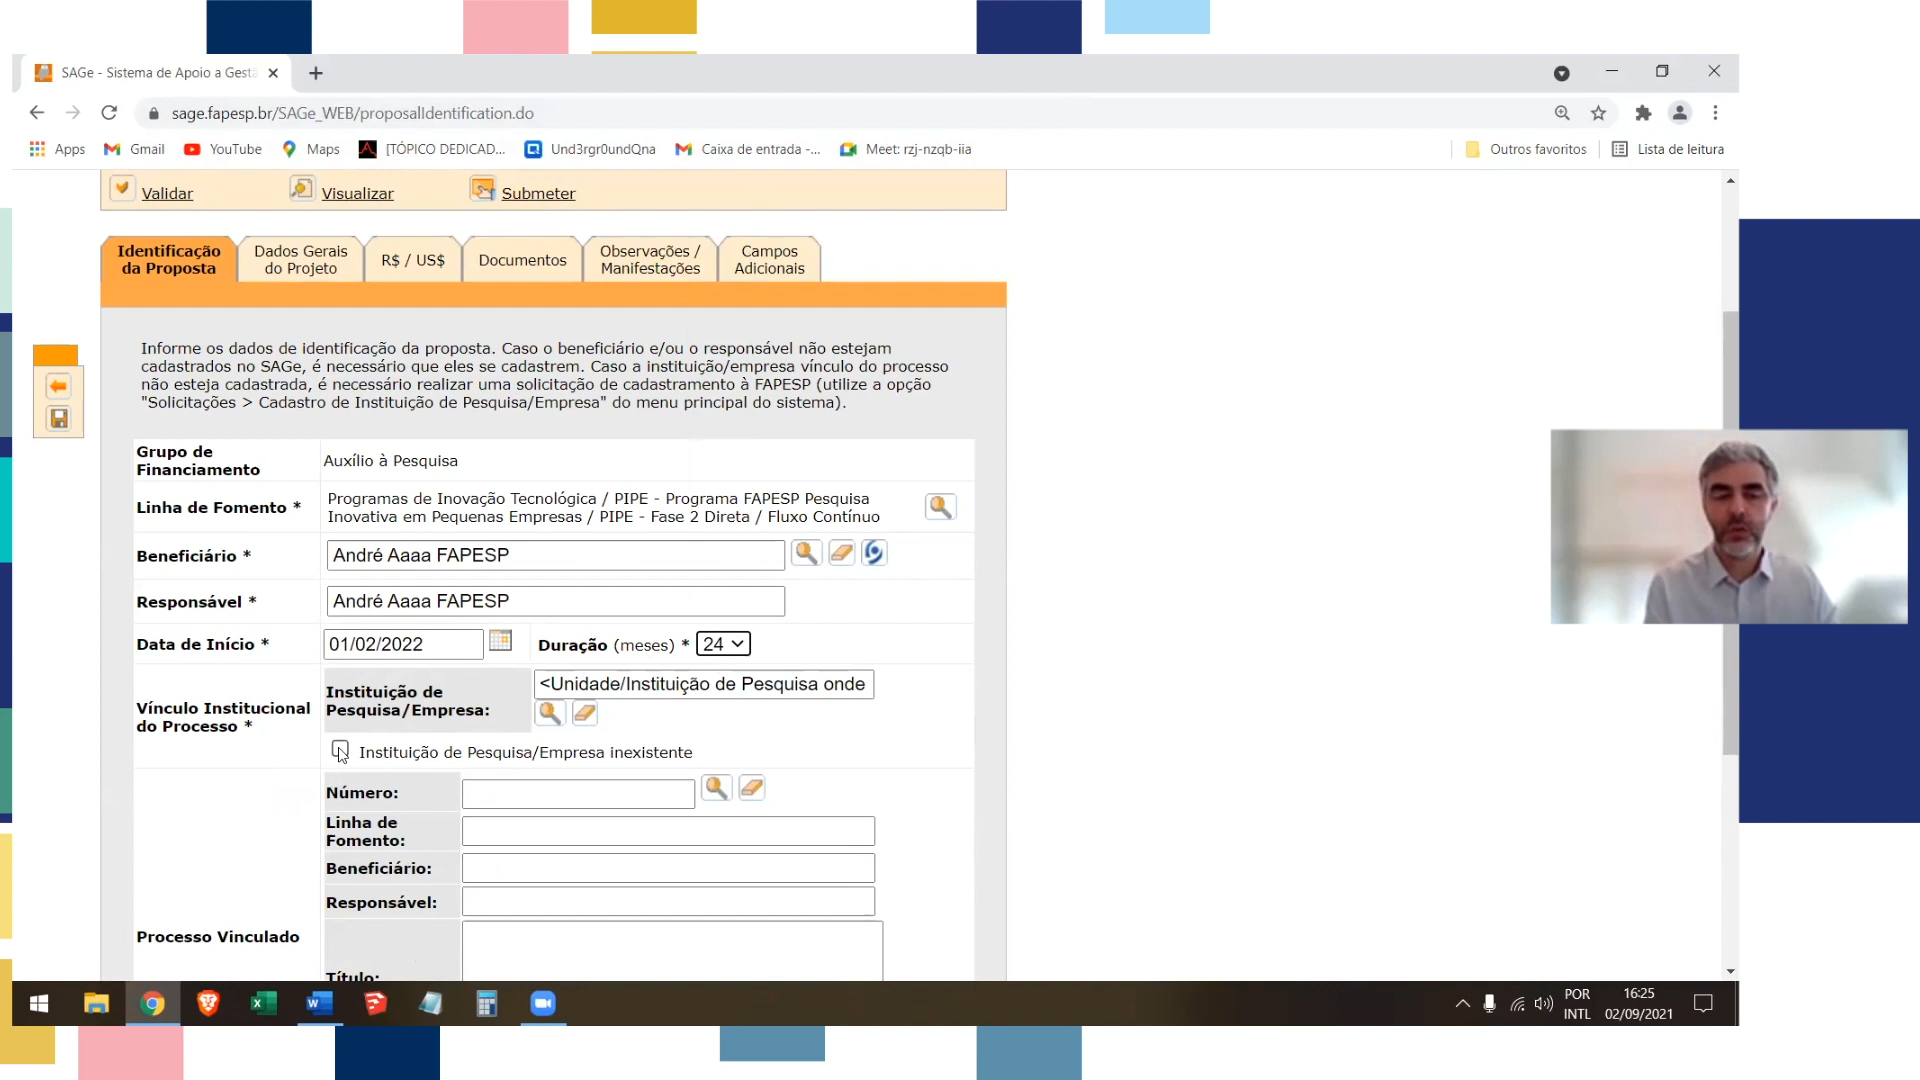 SAGe - Sistema de Apoio a Gestã
sage.fapesp.br/SAGe_WEB/proposalIdentification.do
Apps Gmail YouTube Maps [TÓPICO DEDICAD... Und3rgr0undQna Caixa de entrada -... Meet: rzj-nzqb-iia Outros favoritos Lista de leitura
Validar Visualizar Submeter
Identificação
da Proposta
Dados Gerais
do Projeto
R$ / US$
Documentos
Observações /
Manifestações
Campos
Adicionais
Informe os dados de identificação da proposta. Caso o beneficiário e/ou o responsável não estejam
cadastrados no SAGe, é necessário que eles se cadastrem. Caso a instituição/empresa vínculo do processo
não esteja cadastrada, é necessário realizar uma solicitação de cadastramento à FAPESP (utilize a opção
"Solicitações > Cadastro de Instituição de Pesquisa/Empresa" do menu principal do sistema).
Grupo de
Financiamento
Auxílio à Pesquisa
Linha de Fomento *
Programas de Inovação Tecnológica / PIPE - Programa FAPESP Pesquisa
Inovativa em Pequenas Empresas / PIPE - Fase 2 Direta / Fluxo Contínuo
Beneficiário * André Aaaa FAPESP
Responsável * André Aaaa FAPESP
Data de Início * 01/02/2022 Duração (meses) * 24
Vínculo Institucional
do Processo *
Instituição de
Pesquisa/Empresa:
<Unidade/Instituição de Pesquisa onde
Instituição de Pesquisa/Empresa inexistente
Processo Vinculado
Número:
Linha de
Fomento:
Beneficiário:
Responsável:
Título:
POR
INTL
16:25
02/09/2021